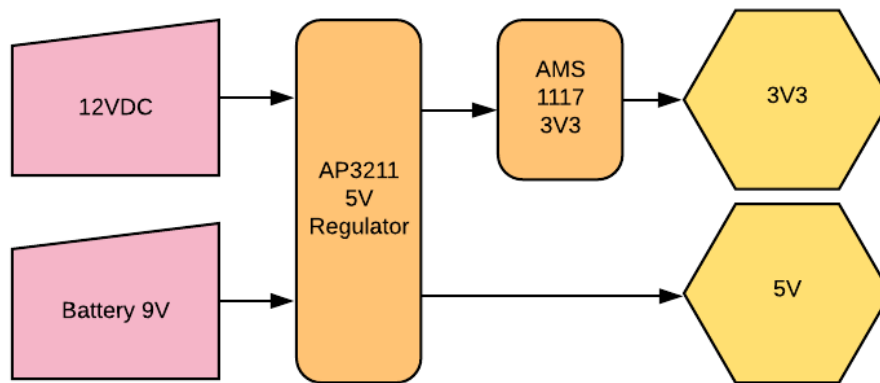 12VDC
Battery 9V
AP3211
5V
Regulator
AMS
1117
3V3
3V3
5V